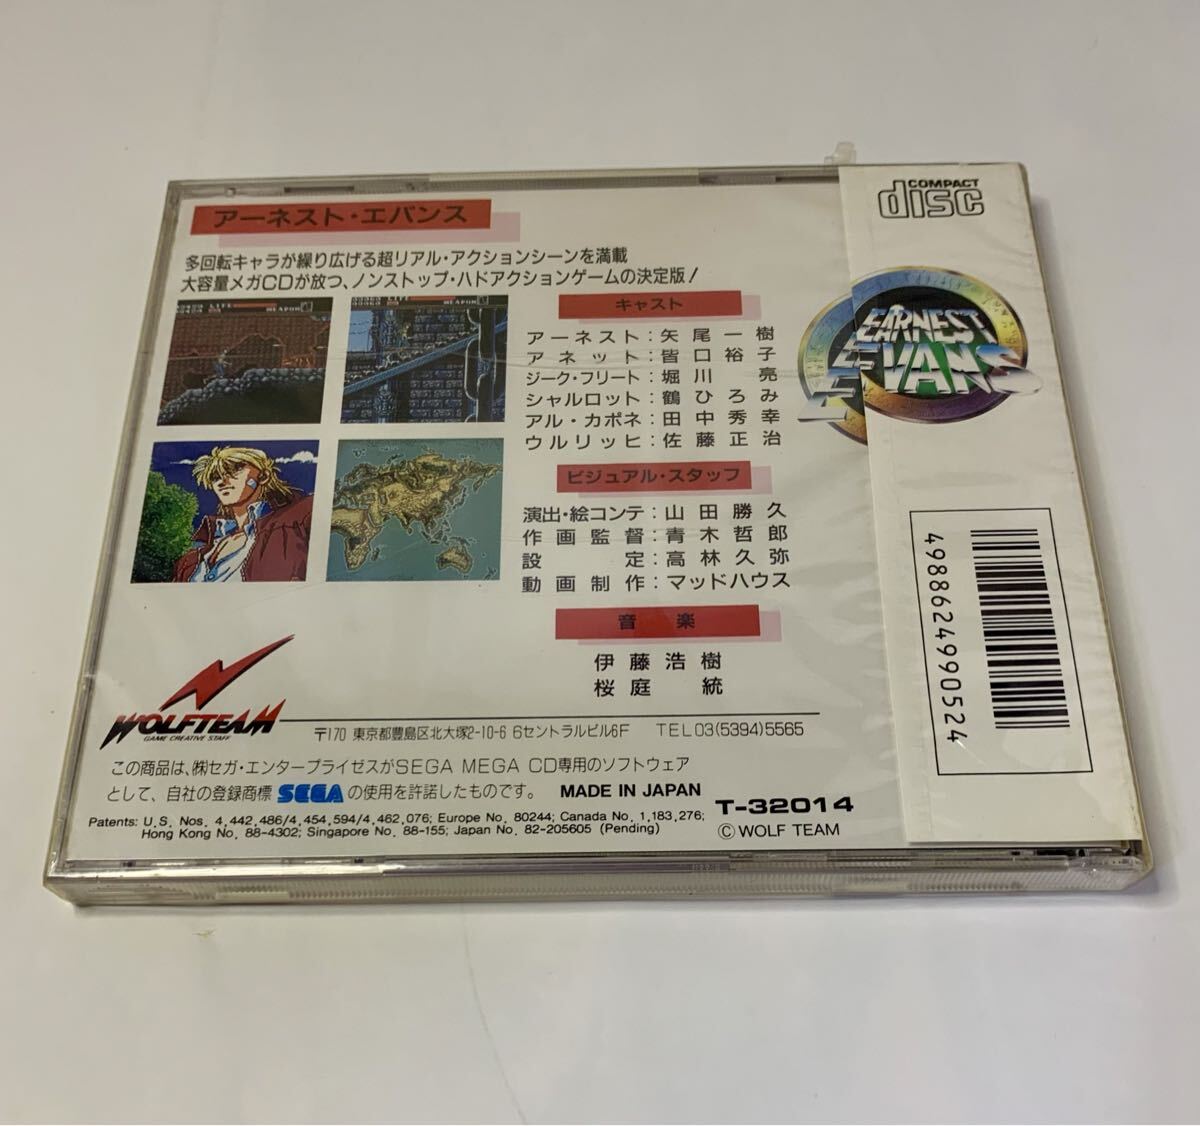 アーネスト・エバンス
多回転キャラが繰り広げる超リアル・アクションシーンを満載
大容量メガCDが放つ、ノンストップ・ハドアクションゲームの決定版！
LIFE WEAPON
LIFE WEAPON
キャスト
アーネスト：矢尾一樹
アネット：皆口裕子
ジーク・フリート：堀川亮
シャルロット：鶴ひろみ
アル・カポネ：田中秀幸
ウルリッヒ：佐藤正治
ビジュアル・スタッフ
演出・絵コンテ：山田勝久
作画監督：青木哲郎
設定：高林久弥
動画制作：マッドハウス
音楽
伊藤浩樹
桜庭統
WOLFTEAM
GAME CREATIVE STAFF
〒170 東京都豊島区北大塚2-10-6 6セントラルビル6F TEL03(5394)5565
この商品は、㈱セガ・エンタープライゼスがSEGA MEGA CD専用のソフトウェア
として、自社の登録商標 SEGA の使用を許諾したものです。 MADE IN JAPAN
Patents: U.S. Nos. 4,442,486/4,454,594/4,462,076; Europe No. 80244; Canada No. 1,183,276;
Hong Kong No. 88-4302; Singapore No. 88-155; Japan No. 82-205605 (Pending)
T-32014
Ⓒ WOLF TEAM
COMPACT
disc
EARNEST
EVANS
4988624990524